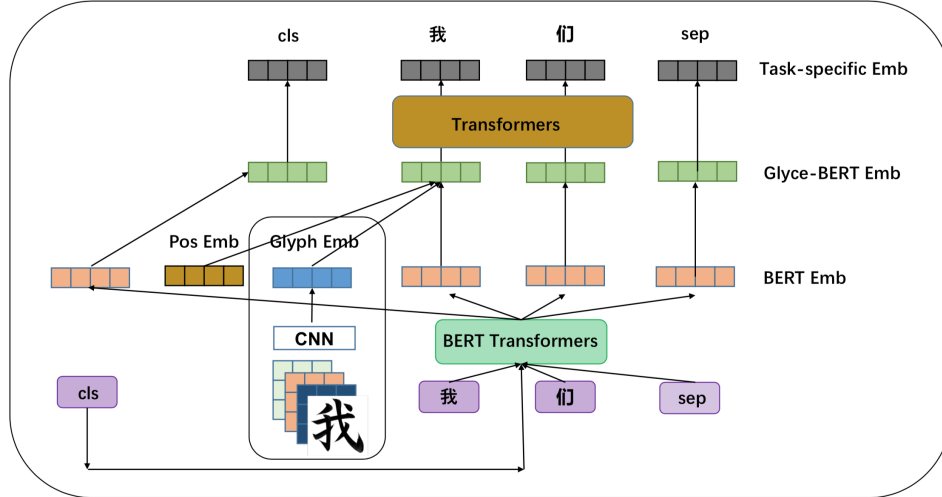 cls 我 们 sep
Task-specific Emb
Transformers
Glyce-BERT Emb
Pos Emb Glyph Emb
BERT Emb
CNN
BERT Transformers
cls 我 们 sep
我